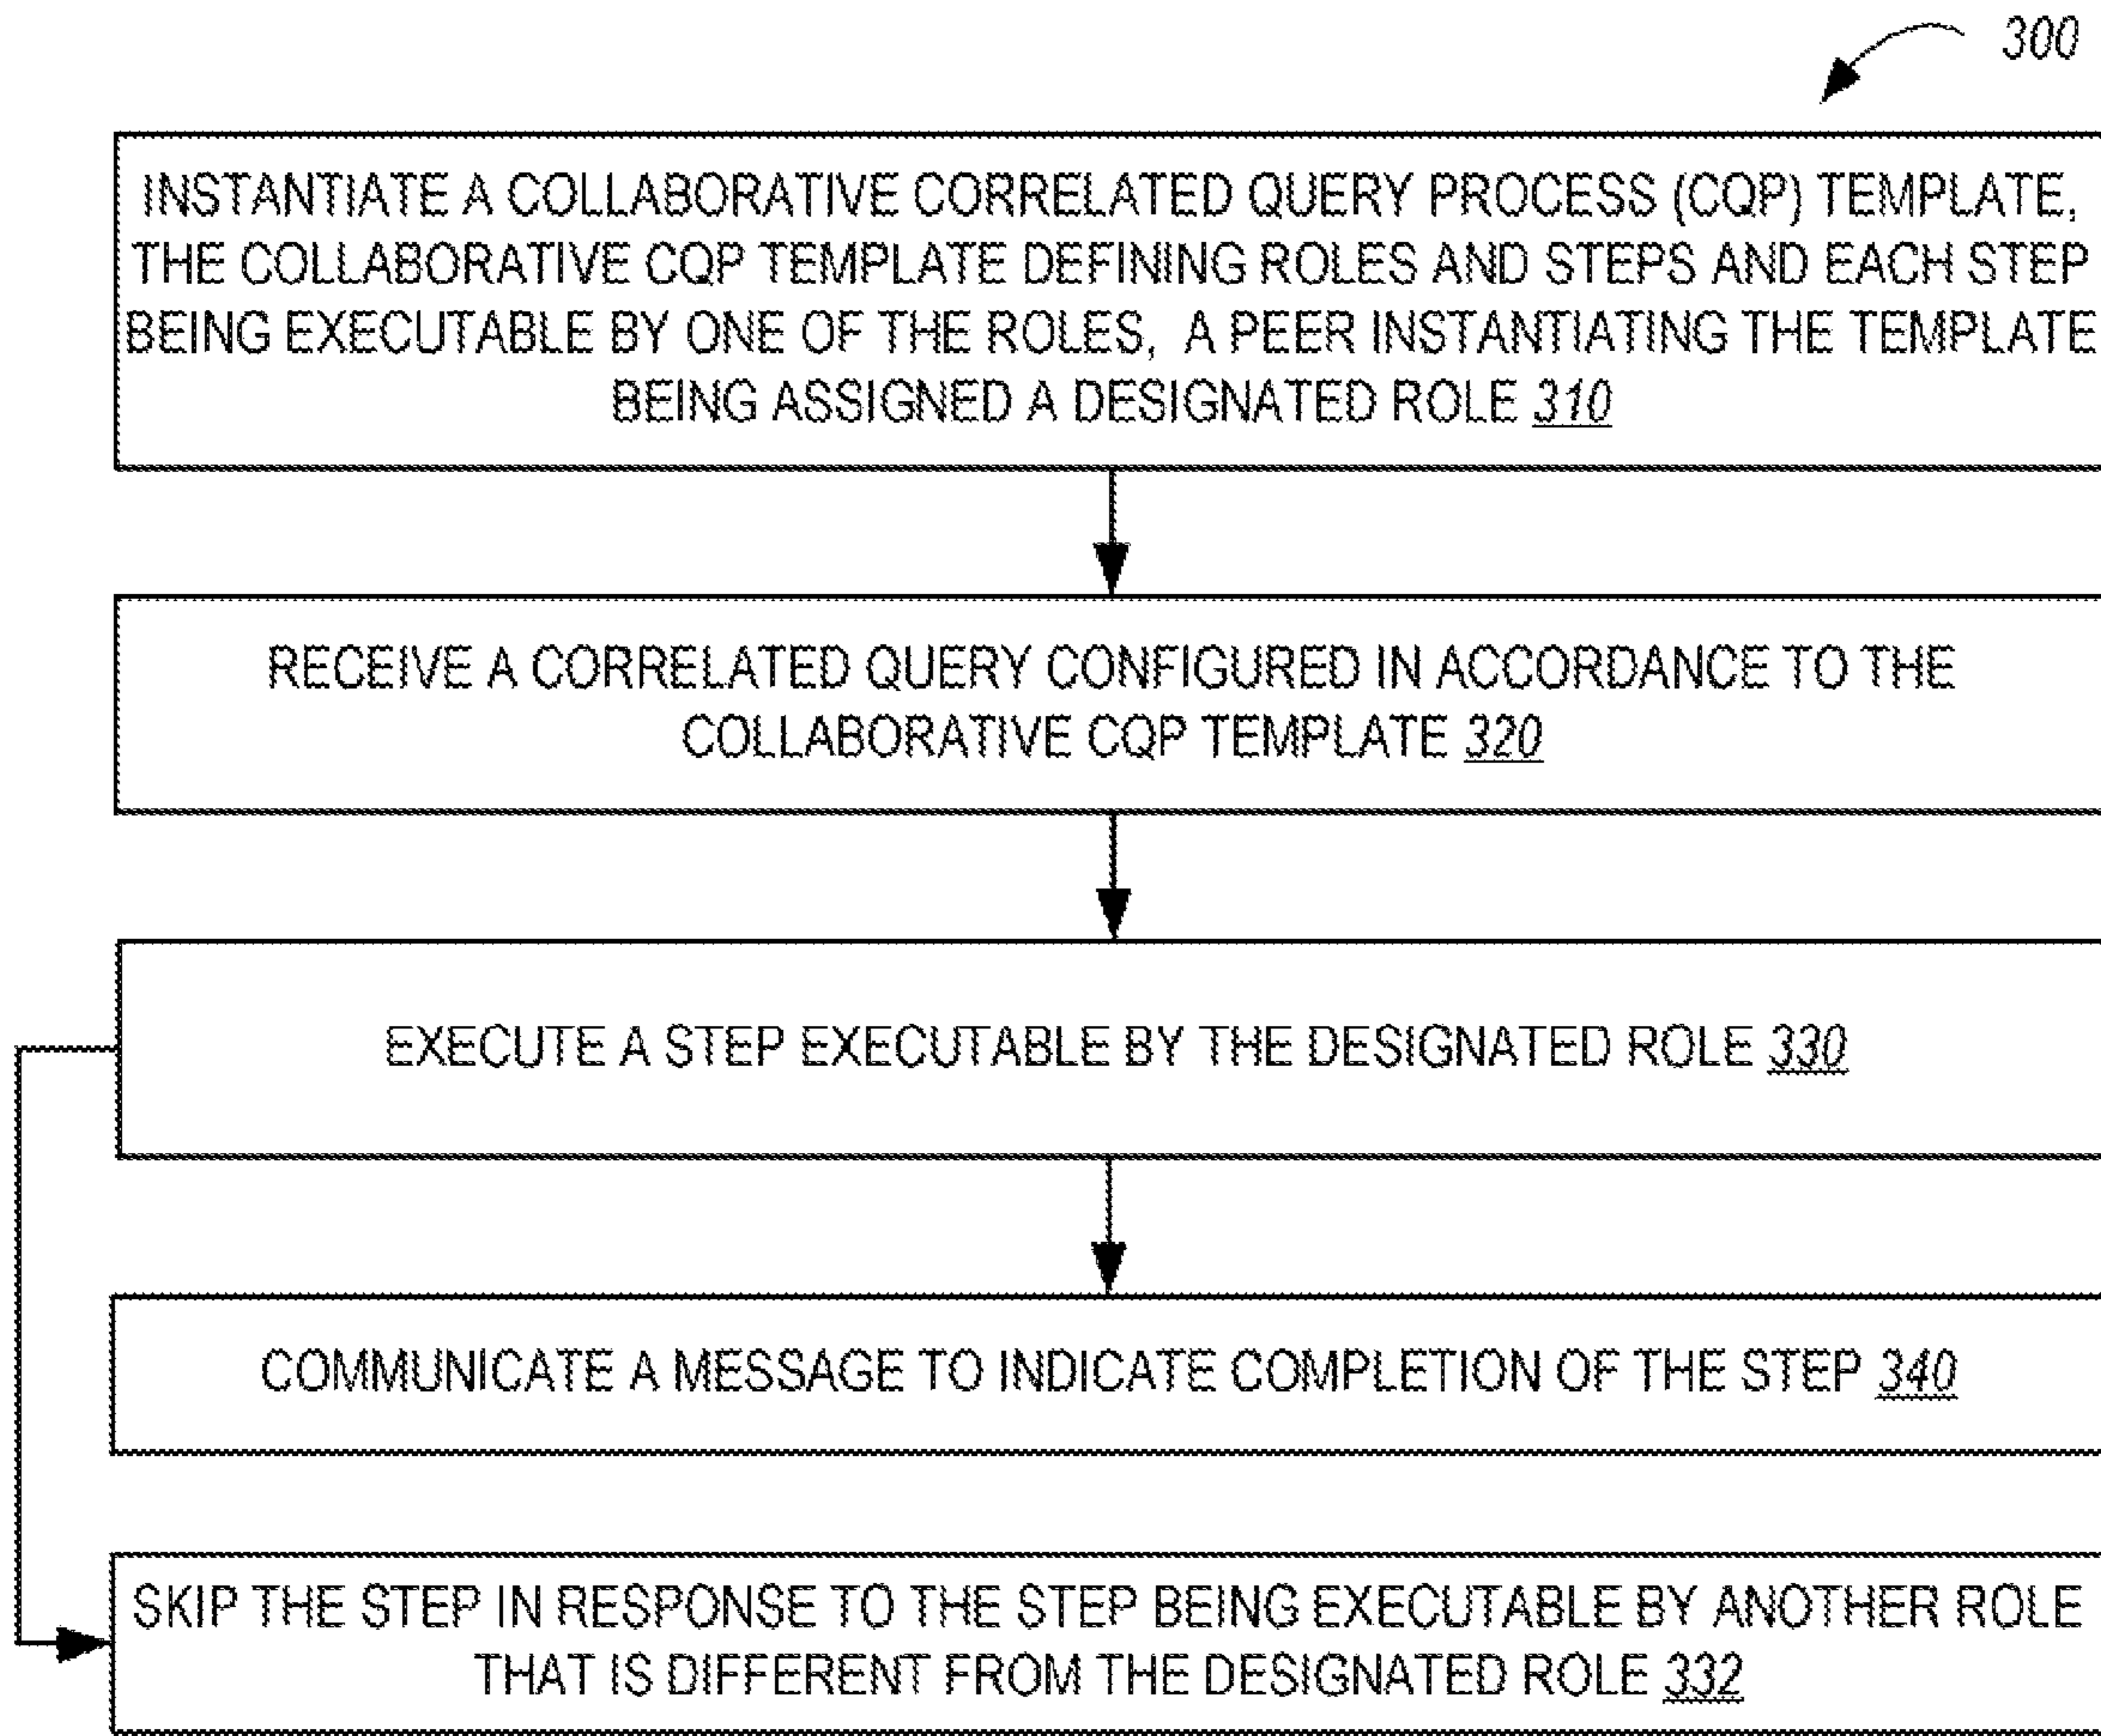 300
INSTANTIATE A COLLABORATIVE CORRELATED QUERY PROCESS (CQP) TEMPLATE,
THE COLLABORATIVE CQP TEMPLATE DEFINING ROLES AND STEPS AND EACH STEP
BEING EXECUTABLE BY ONE OF THE ROLES, A PEER INSTANTIATING THE TEMPLATE
BEING ASSIGNED A DESIGNATED ROLE 310
RECEIVE A CORRELATED QUERY CONFIGURED IN ACCORDANCE TO THE
COLLABORATIVE CQP TEMPLATE 320
EXECUTE A STEP EXECUTABLE BY THE DESIGNATED ROLE 330
COMMUNICATE A MESSAGE TO INDICATE COMPLETION OF THE STEP 340
SKIP THE STEP IN RESPONSE TO THE STEP BEING EXECUTABLE BY ANOTHER ROLE
THAT IS DIFFERENT FROM THE DESIGNATED ROLE 332